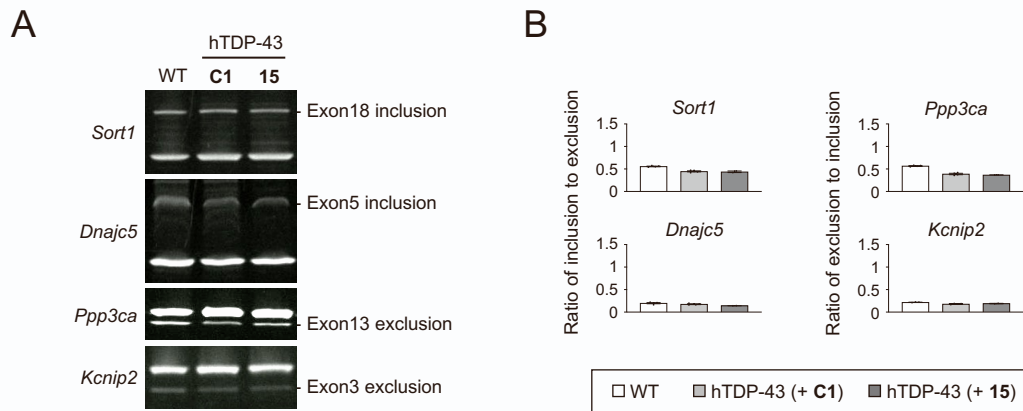 A
hTDP-43
WT C1 15
Sort1
Exon18 inclusion
Dnajc5
Exon5 inclusion
Ppp3ca
Exon13 exclusion
Kcnip2
Exon3 exclusion
B
Ratio of inclusion to exclusion
Sort1
1.5
1
0.5
0
Dnajc5
1.5
1
0.5
0
Ratio of exclusion to inclusion
Ppp3ca
1.5
1
0.5
0
Kcnip2
1.5
1
0.5
0
WT hTDP-43 (+ C1) hTDP-43 (+ 15)